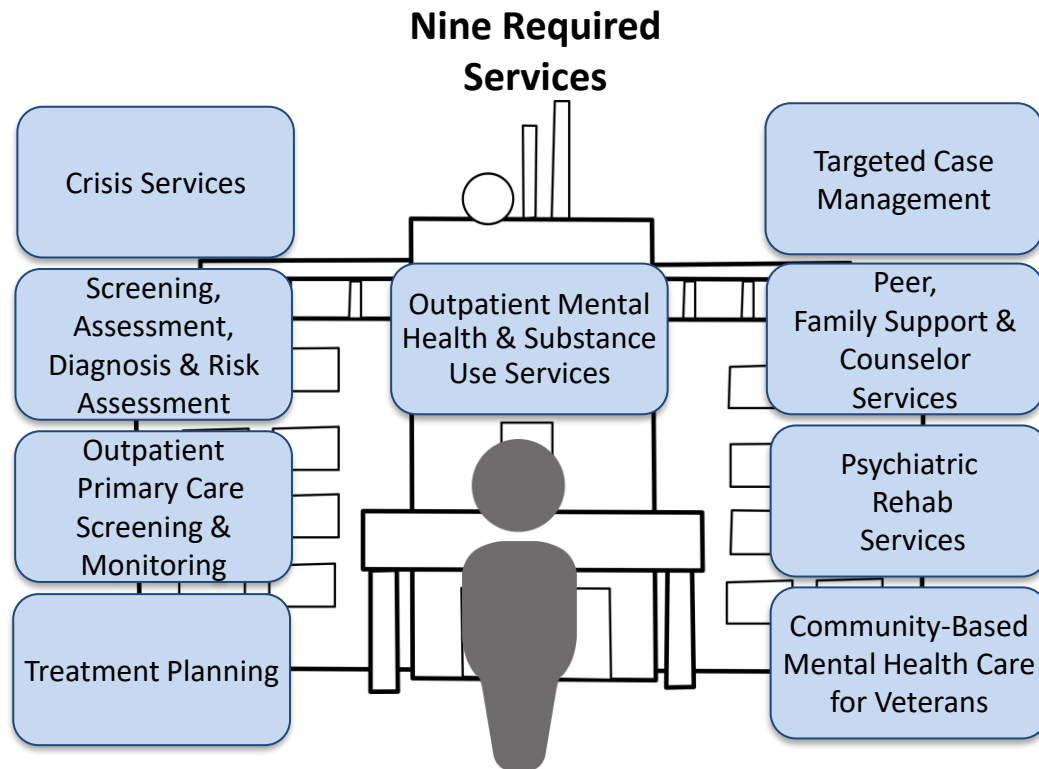 Nine Required
Services
Crisis Services
Screening,
Assessment,
Diagnosis & Risk
Assessment
Outpatient
Primary Care
Screening &
Monitoring
Treatment Planning
Outpatient Mental
Health & Substance
Use Services
Targeted Case
Management
Peer,
Family Support &
Counselor
Services
Psychiatric
Rehab
Services
Community-Based
Mental Health Care
for Veterans